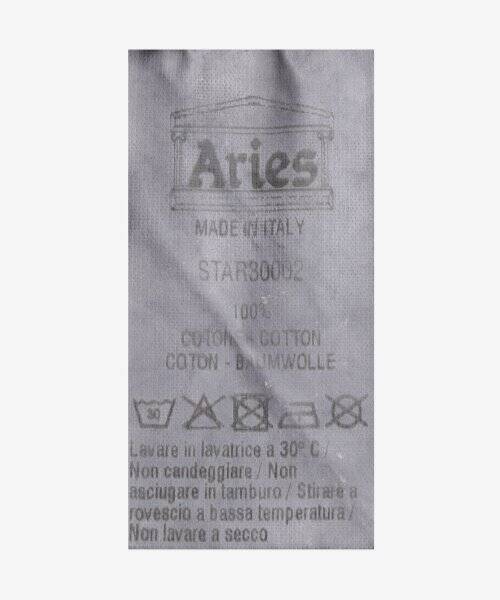 Aries
MADE IN ITALY
STAR30002
100%
COTONE - COTTON
COTON - BAUMWOLLE
30
Lavare in lavatrice a 30° C /
Non candeggiare / Non
asciugare in tamburo / Stirare a
rovescio a bassa temperatura /
Non lavare a secco